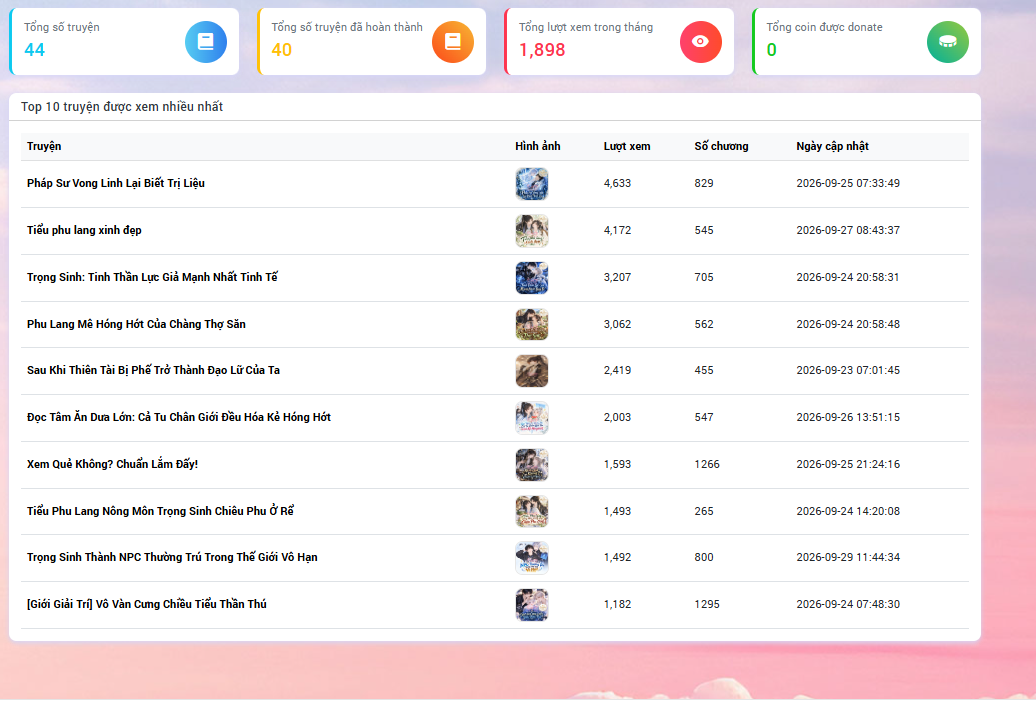 Tổng số truyện
44
Tổng số truyện đã hoàn thành
40
Tổng lượt xem trong tháng
1,898
Tổng coin được donate
0
Top 10 truyện được xem nhiều nhất
Truyện Hình ảnh Lượt xem Số chương Ngày cập nhật
Pháp Sư Vong Linh Lại Biết Trị Liệu 4,633 829 2026-09-25 07:33:49
Tiểu phu lang xinh đẹp 4,172 545 2026-09-27 08:43:37
Trọng Sinh: Tinh Thần Lực Giả Mạnh Nhất Tinh Tế 3,207 705 2026-09-24 20:58:31
Phu Lang Mê Hóng Hớt Của Chàng Thợ Săn 3,062 562 2026-09-24 20:58:48
Sau Khi Thiên Tài Bị Phế Trở Thành Đạo Lữ Của Ta 2,419 455 2026-09-23 07:01:45
Đọc Tâm Ăn Dưa Lớn: Cả Tu Chân Giới Đều Hóa Kẻ Hóng Hớt 2,003 547 2026-09-26 13:51:15
Xem Quẻ Không? Chuẩn Lắm Đấy! 1,593 1266 2026-09-25 21:24:16
Tiểu Phu Lang Nông Môn Trọng Sinh Chiêu Phu Ở Rể 1,493 265 2026-09-24 14:20:08
Trọng Sinh Thành NPC Thường Trú Trong Thế Giới Vô Hạn 1,492 800 2026-09-29 11:44:34
[Giới Giải Trí] Vô Vàn Cưng Chiều Tiểu Thần Thú 1,182 1295 2026-09-24 07:48:30